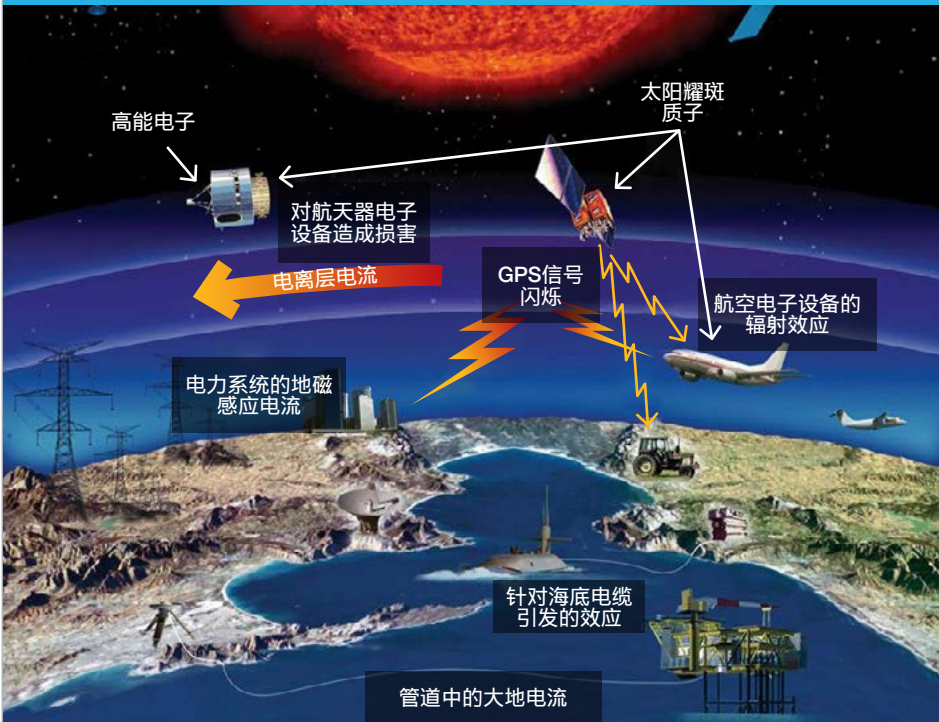 太阳耀斑
质子
高能电子
对航天器电子
设备造成损害
电离层电流
GPS信号
闪烁
航空电子设备的
辐射效应
电力系统的地磁
感应电流
针对海底电缆
引发的效应
管道中的大地电流